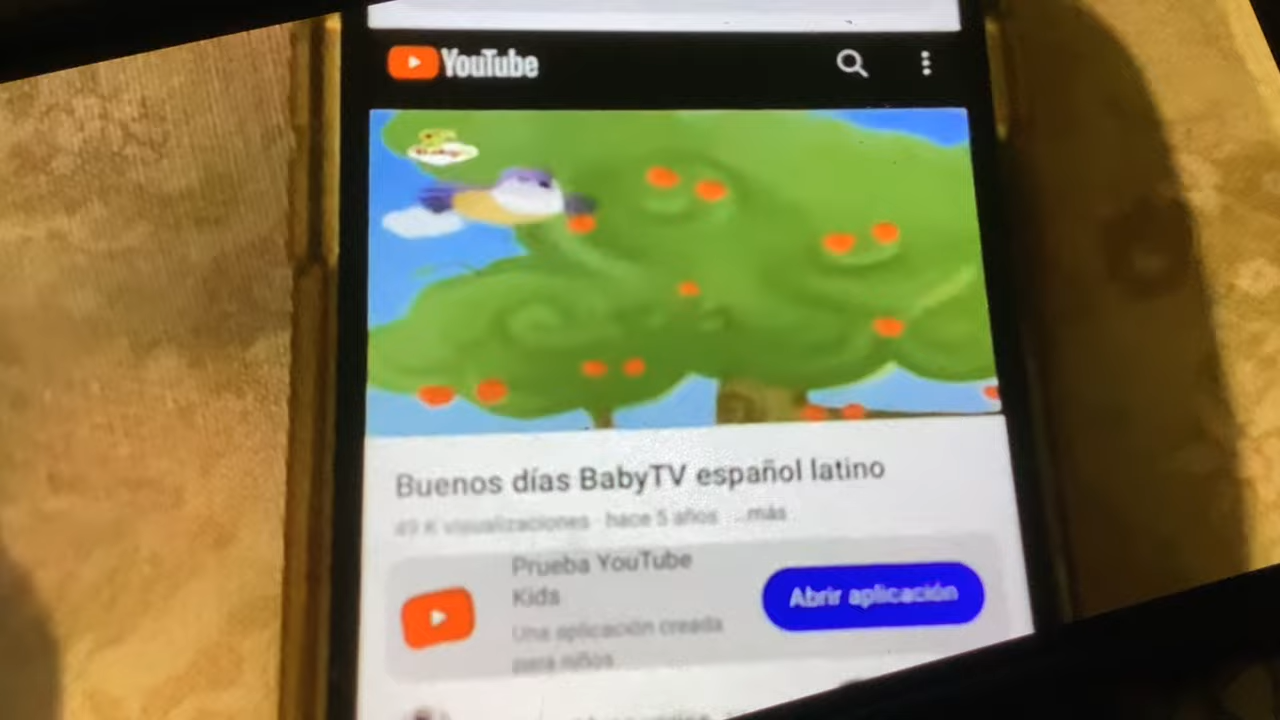 YouTube
Buenos días BabyTV español latino
49 K visualizaciones hace 5 años ...más
Prueba YouTube
Kids
Abrir aplicación
Una aplicación creada
para niños